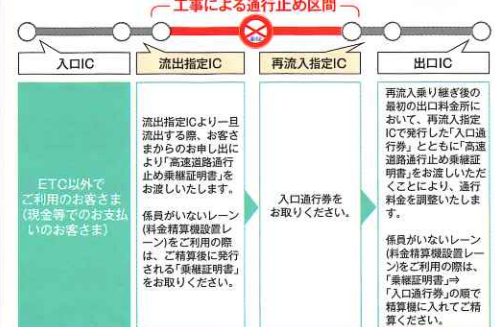 工事による通行止め区間
入口IC
流出指定IC
再流入指定IC
出口IC
ETC以外で
ご利用のお客さま
(現金等でのお支払
いのお客さま)
流出指定ICより一旦
流出する際、お客さ
まからのお申し出に
より「高速道路通行
止め乗継証明書」を
お渡しいたします。
係員がいないレーン
(料金精算機設置レ
ーン)をご利用の際
は、ご精算後に発行
される「乗継証明書」
をお取りください。
入口通行券を
お取りください。
再流入乗り継ぎ後の
最初の出口料金所に
おいて、再流入指定
ICで発行した「入口通
行券」とともに「高速
道路通行止め乗継証
明書」をお渡しいただ
くことにより、通行
料金を調整いたしま
す。
係員がいないレーン
(料金精算機設置レー
ン)をご利用の際は、
「乗継証明書」⇒
「入口通行券」の順で
精算機に入れてご精
算ください。